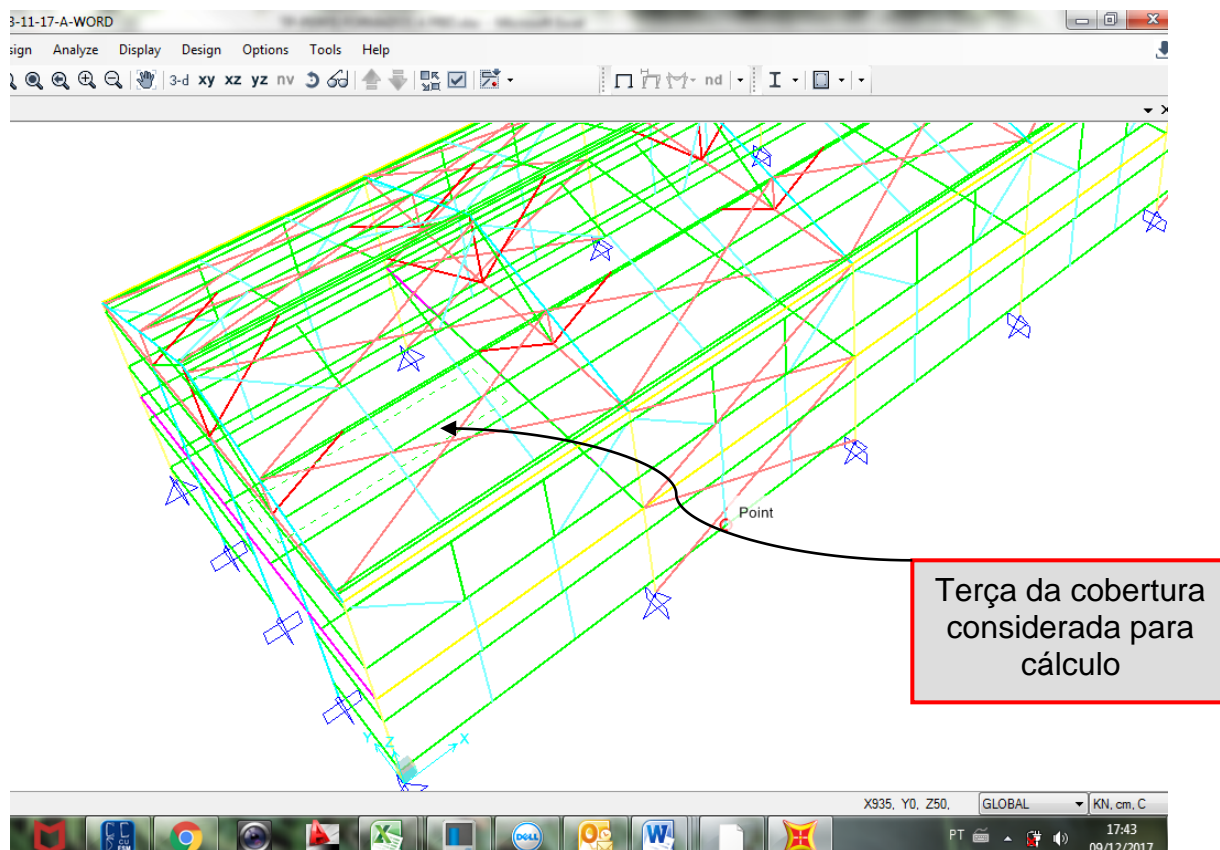 3-11-17-A-WORD
sign Analyze Display Design Options Tools Help
3-d xy xz yz nv
nd
Point
Terça da cobertura
considerada para
cálculo
Y Z X
X935, Y0, Z50, GLOBAL KN, cm, C
DELL
PT 17:43
09/12/2017